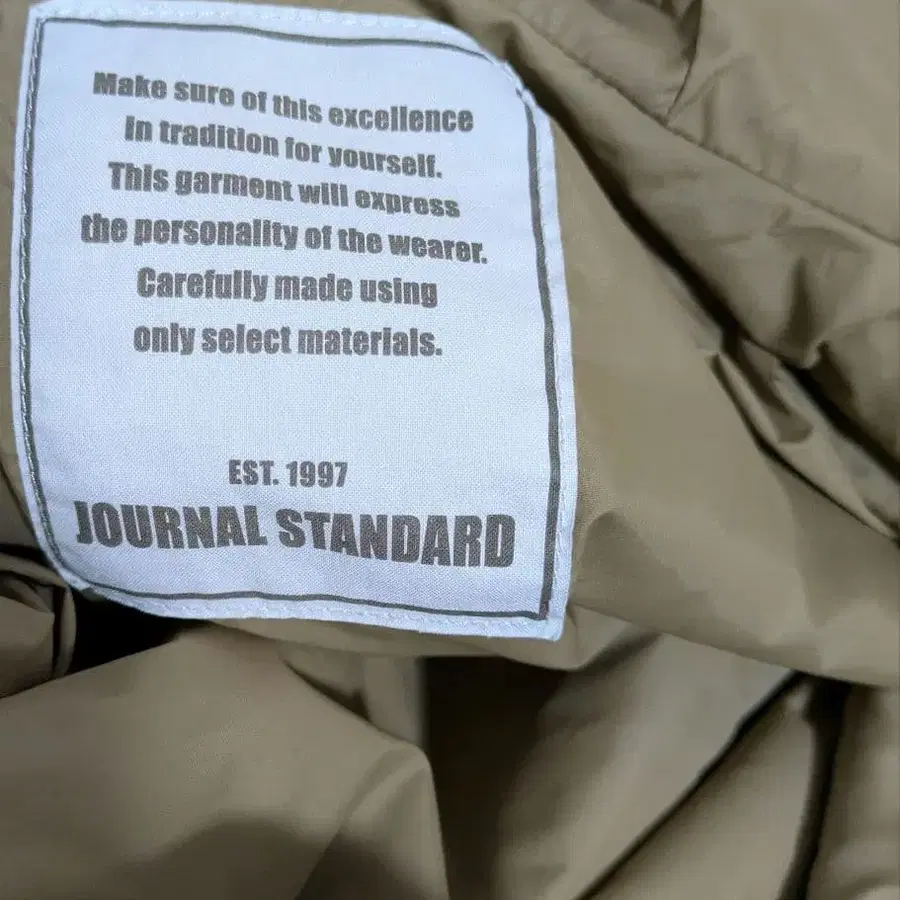 Make sure of this excellence
In tradition for yourself.
This garment will express
the personality of the wearer.
Carefully made using
only select materials.
EST. 1997
JOURNAL STANDARD